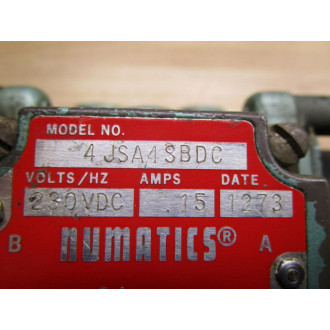 MODEL NO.
4JSA4SBDC
VOLTS/HZ AMPS DATE
230VDC .15 1273
B NUMATICS® A